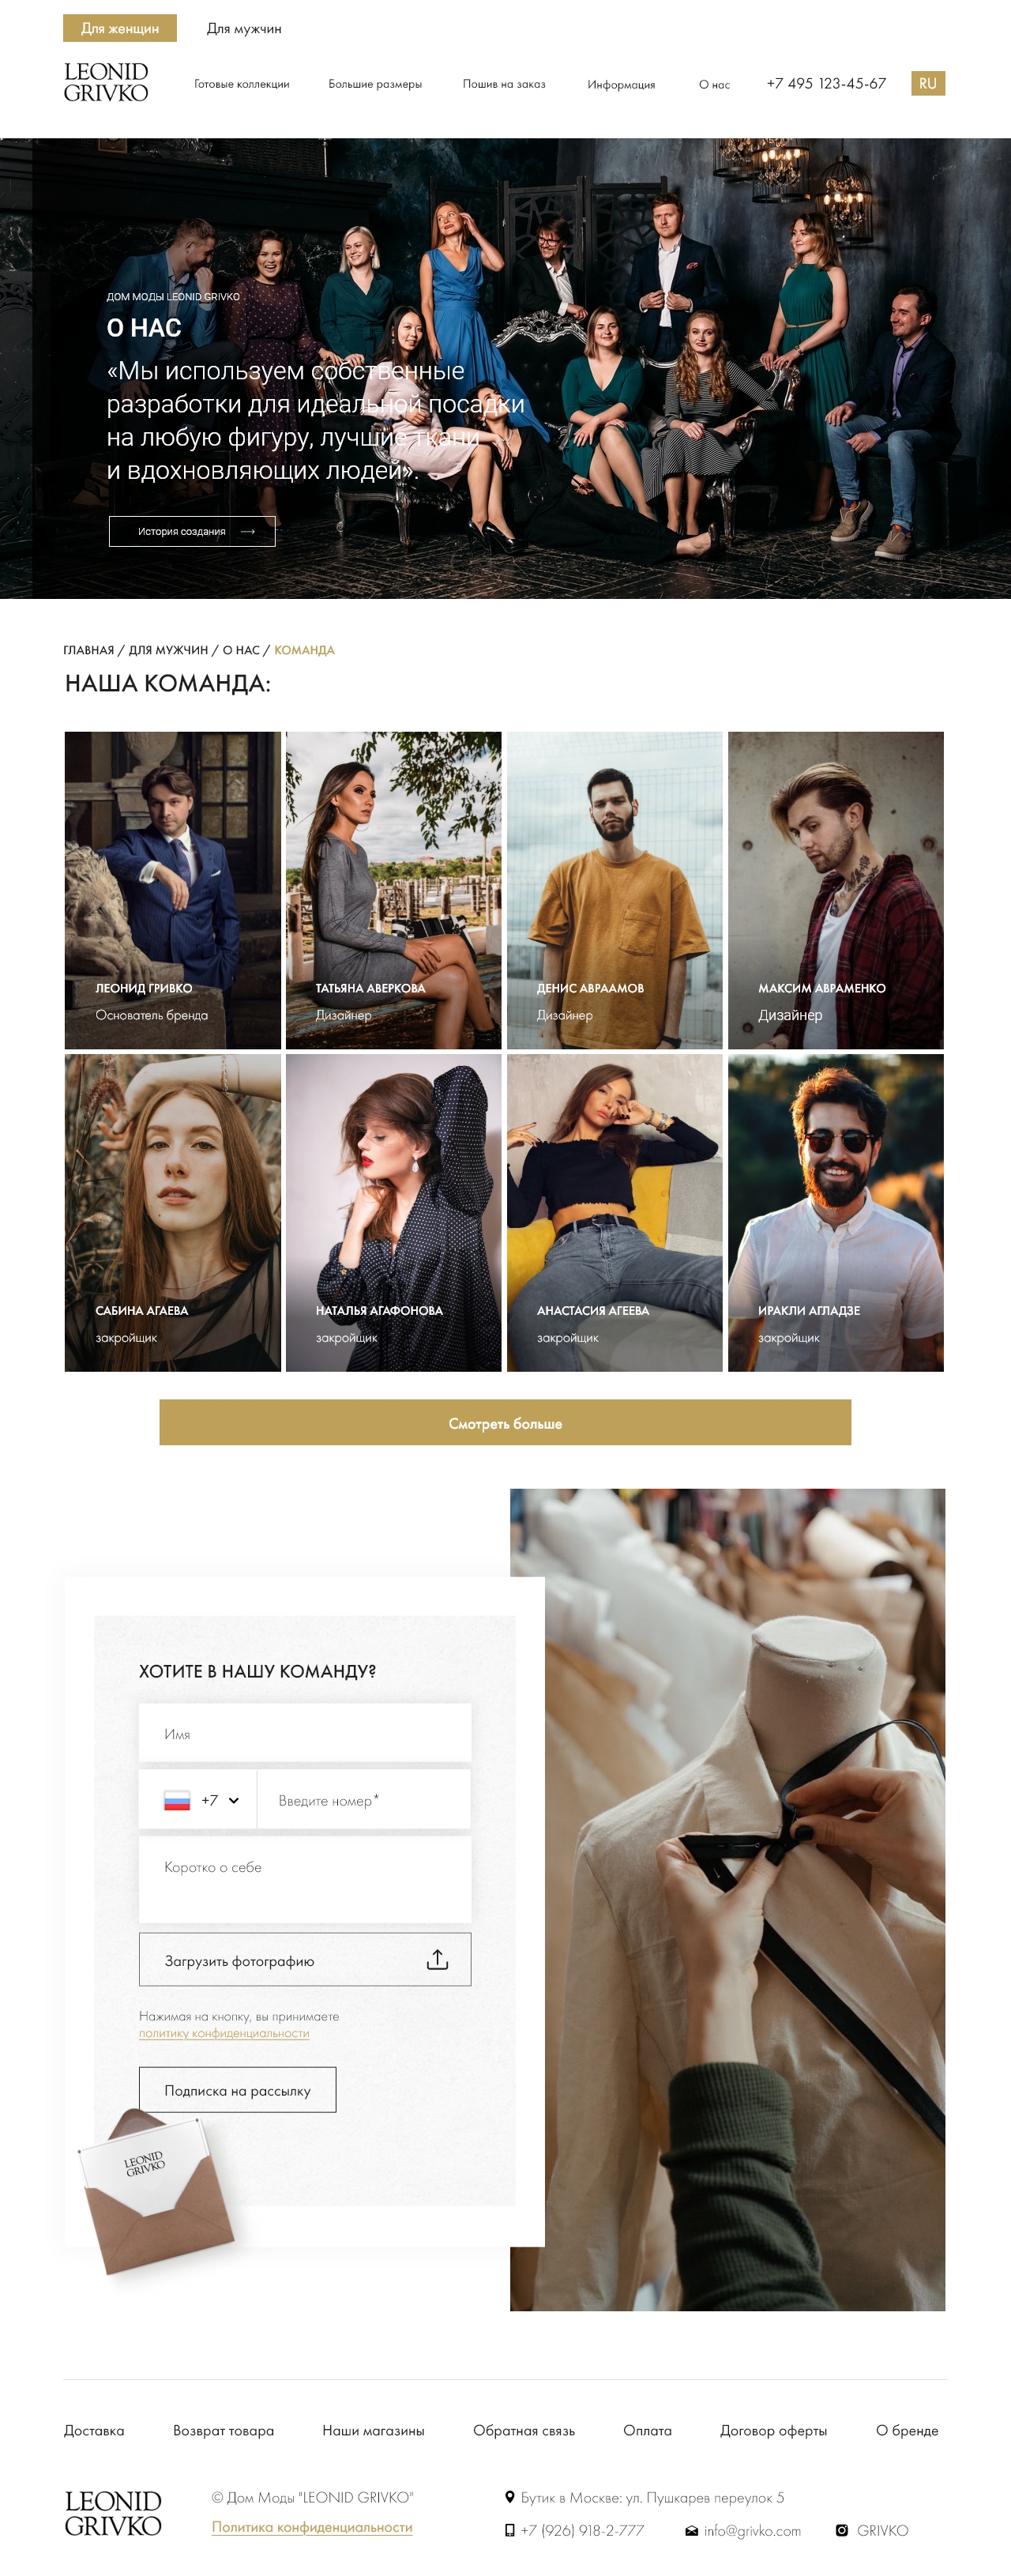 Для женщин Для мужчин
LEONID
GRIVKO
Готовые коллекции Большие размеры Пошив на заказ Информация О нас +7 495 123-45-67 RU
ДОМ МОДЫ LEONID GRIVKO
О НАС
«Мы используем собственные
разработки для идеальной посадки
на любую фигуру, лучшие ткани
и вдохновляющих людей».
История создания
ГЛАВНАЯ / ДЛЯ МУЖЧИН / О НАС / КОМАНДА
НАША КОМАНДА:
ЛЕОНИД ГРИВКО
Основатель бренда
ТАТЬЯНА АВЕРКОВА
Дизайнер
ДЕНИС АВРААМОВ
Дизайнер
МАКСИМ АВРАМЕНКО
Дизайнер
САБИНА АГАЕВА
закройщик
НАТАЛЬЯ АГАФОНОВА
закройщик
АНАСТАСИЯ АГЕЕВА
закройщик
ИРАКЛИ АГЛАДЗЕ
закройщик
Смотреть больше
ХОТИТЕ В НАШУ КОМАНДУ?
Имя
+7 Введите номер*
Коротко о себе
Загрузить фотографию
Нажимая на кнопку, вы принимаете
политику конфиденциальности
Подписка на рассылку
LEONID
GRIVKO
Доставка Возврат товара Наши магазины Обратная связь Оплата Договор оферты О бренде
LEONID
GRIVKO
© Дом Моды "LEONID GRIVKO"
Политика конфиденциальности
Бутик в Москве: ул. Пушкарев переулок 5
+7 (926) 918-2-777 info@grivko.com GRIVKO